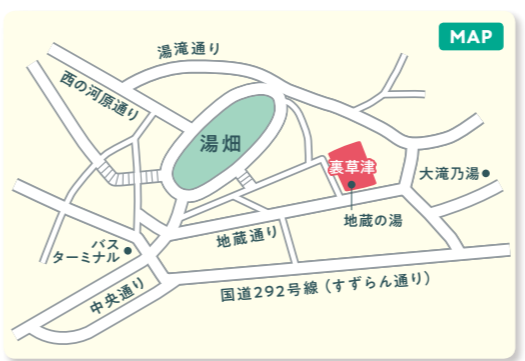 MAP
湯滝通り
西の河原通り
湯畑
裏草津
大滝乃湯
地蔵の湯
地蔵通り
バス
ターミナル
中央通り
国道292号線(すずらん通り)